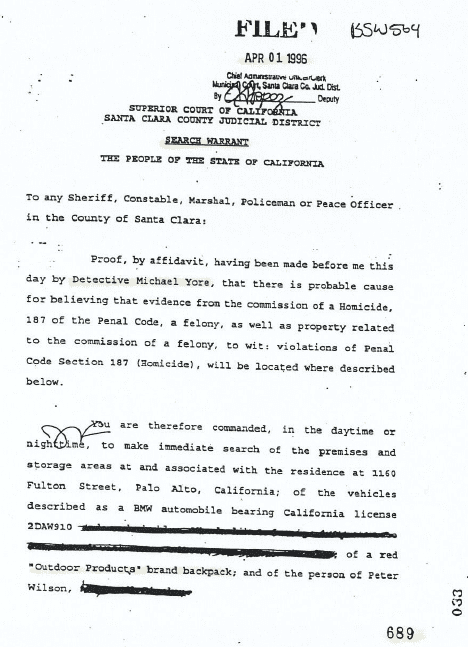 FILED
BSW564
APR 01 1996
Chief Administrative Officer/Clerk
Municipal Court, Santa Clara Co. Jud. Dist.
By Deputy
SUPERIOR COURT OF CALIFORNIA
SANTA CLARA COUNTY JUDICIAL DISTRICT
SEARCH WARRANT
THE PEOPLE OF THE STATE OF CALIFORNIA
To any Sheriff, Constable, Marshal, Policeman or Peace Officer
in the County of Santa Clara:
Proof, by affidavit, having been made before me this
day by Detective Michael Yore, that there is probable cause
for believing that evidence from the commission of a Homicide,
187 of the Penal Code, a felony, as well as property related
to the commission of a felony, to wit: violations of Penal
Code Section 187 (Homicide), will be located where described
below.
You are therefore commanded, in the daytime or
nighttime, to make immediate search of the premises and
storage areas at and associated with the residence at 1160
Fulton Street, Palo Alto, California; of the vehicles
described as a BMW automobile bearing California license
2DAW910
; of a red
"Outdoor Products" brand backpack; and of the person of Peter
Wilson,
033
689